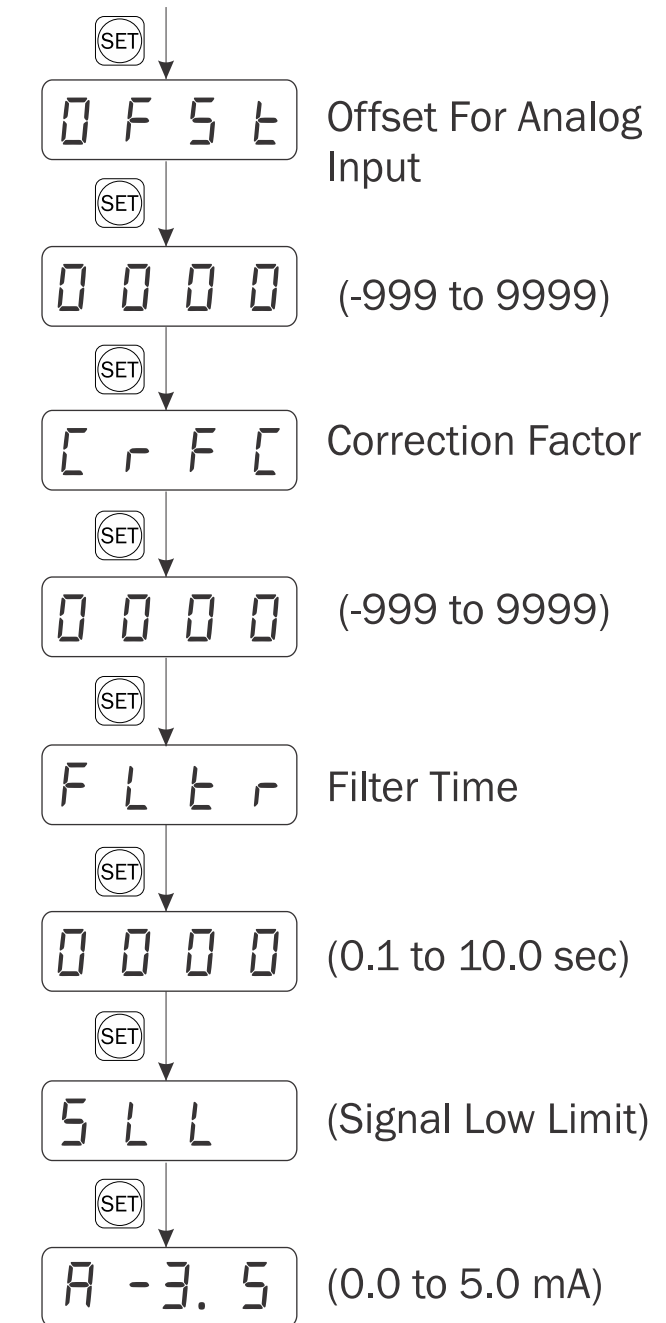 SET
OFSt Offset For Analog
Input
SET
0000 (-999 to 9999)
SET
CrFC Correction Factor
SET
0000 (-999 to 9999)
SET
FLtr Filter Time
SET
0000 (0.1 to 10.0 sec)
SET
SLL (Signal Low Limit)
SET
A -3.5 (0.0 to 5.0 mA)